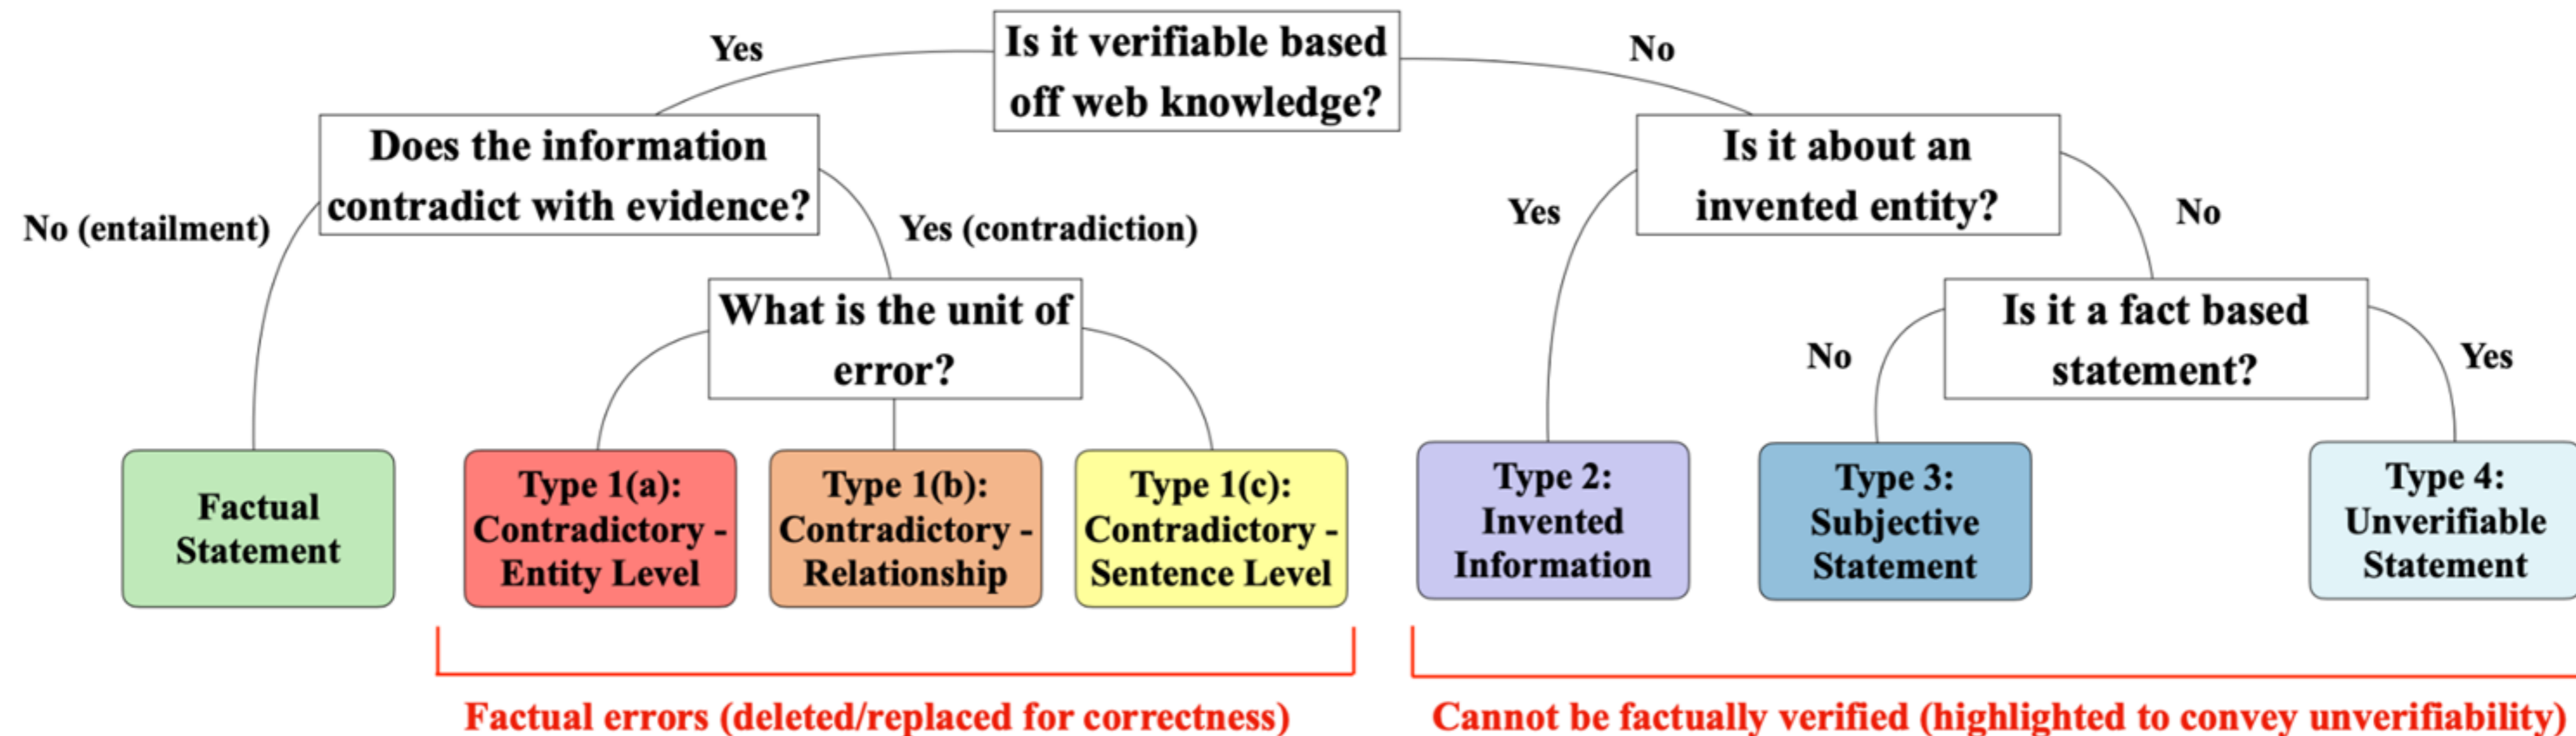 Is it verifiable based
off web knowledge?
Yes
No
Does the information
contradict with evidence?
Is it about an
invented entity?
No (entailment)
Yes (contradiction)
Yes
No
What is the unit of
error?
Is it a fact based
statement?
No
Yes
Factual
Statement
Type 1(a):
Contradictory -
Entity Level
Type 1(b):
Contradictory -
Relationship
Type 1(c):
Contradictory -
Sentence Level
Type 2:
Invented
Information
Type 3:
Subjective
Statement
Type 4:
Unverifiable
Statement
Factual errors (deleted/replaced for correctness)
Cannot be factually verified (highlighted to convey unverifiability)